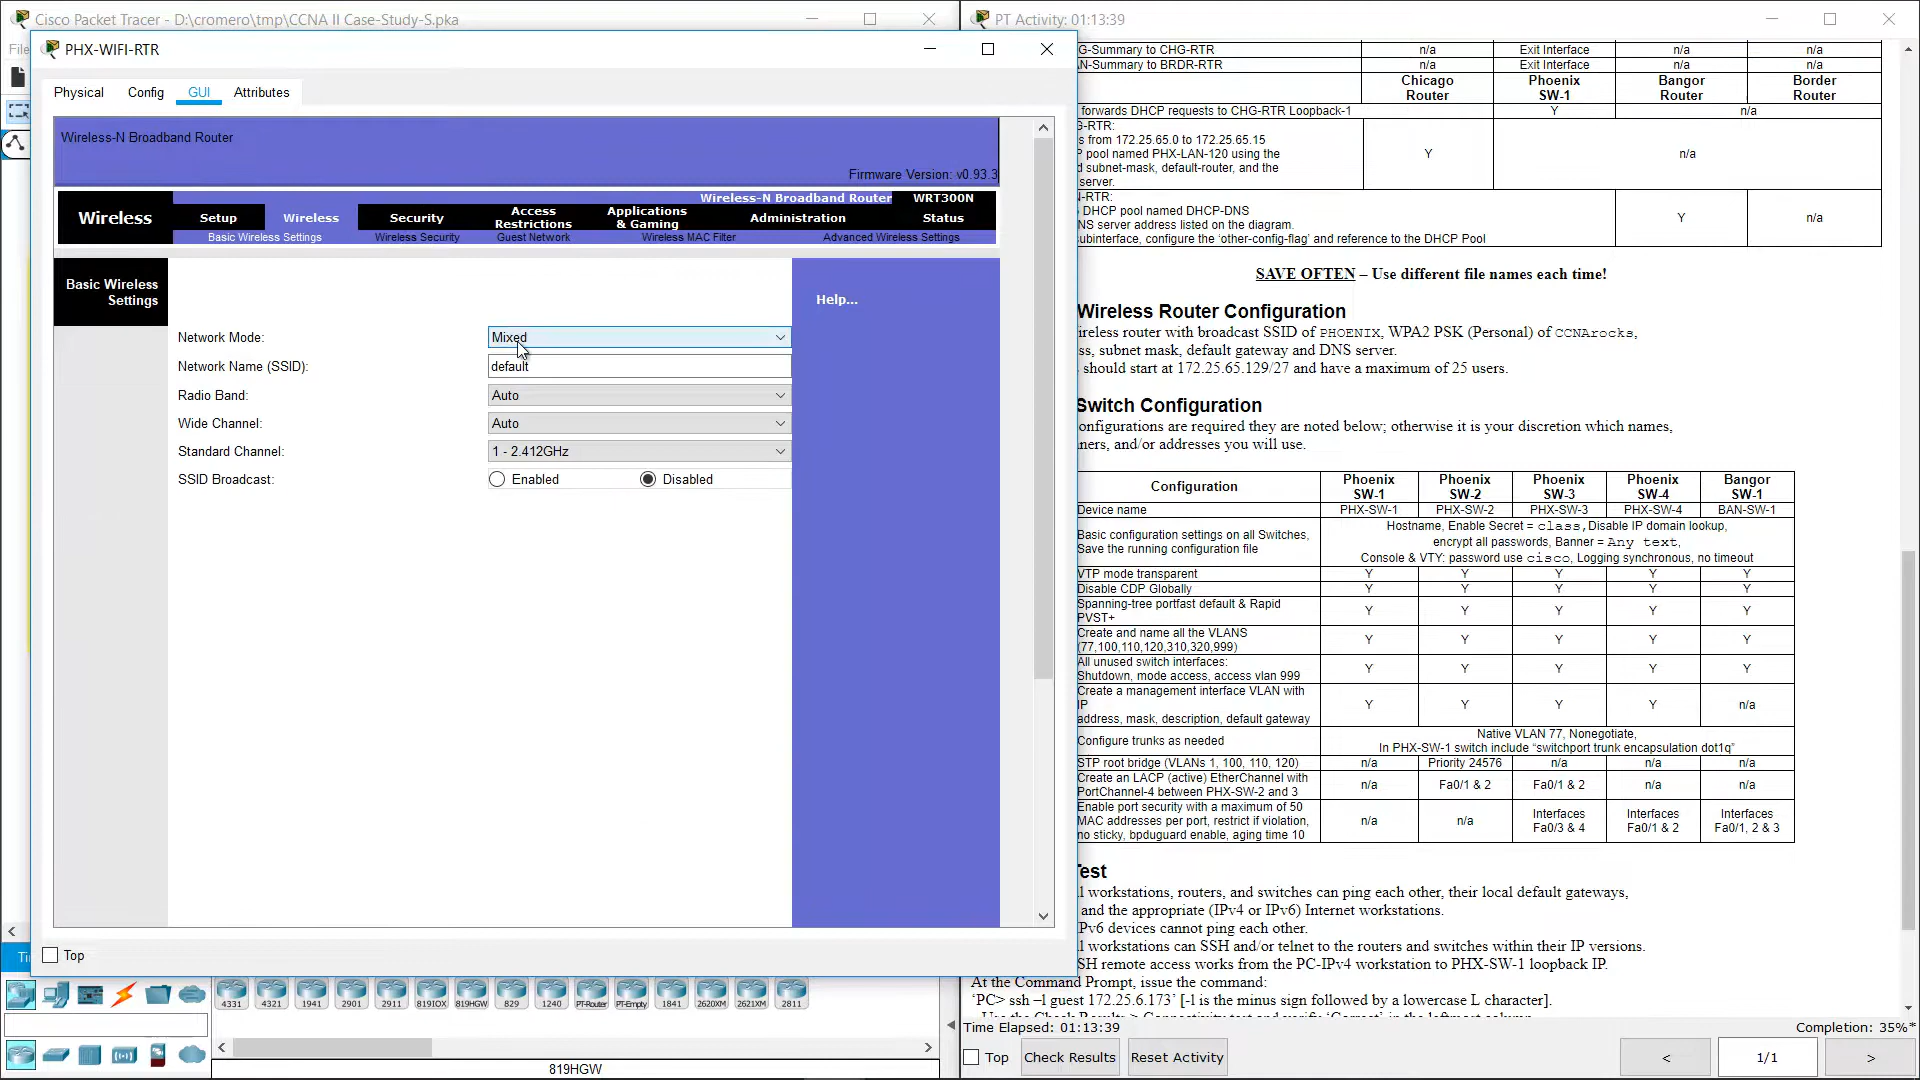 Cisco Packet Tracer - D:\cromero\tmp\CCNA II Case-Study-S.pka
PHX-WIFI-RTR
Physical
Config
GUI
Attributes
Wireless-N Broadband Router
Firmware Version: v0.93.3
Wireless-N Broadband Router WRT300N
Wireless
Setup
Wireless
Security
Access Restrictions
Applications & Gaming
Administration
Status
Basic Wireless Settings
Wireless Security
Guest Network
Wireless MAC Filter
Advanced Wireless Settings
Basic Wireless
Settings
Help...
Network Mode: Mixed
Network Name (SSID): default
Radio Band: Auto
Wide Channel: Auto
Standard Channel: 1 - 2.412GHz
SSID Broadcast: Enabled Disabled
Top
4331 4321 1941 2901 2911 819IOX 819HGW 829 1240 PT-Router PT-Empty 1841 2620XM 2621XM 2811
819HGW
PT Activity: 01:13:39
G-Summary to CHG-RTR n/a Exit Interface n/a n/a
AN-Summary to BRDR-RTR n/a Exit Interface n/a n/a
Chicago Router
Phoenix SW-1
Bangor Router
Border Router
forwards DHCP requests to CHG-RTR Loopback-1 Y n/a
G-RTR:
s from 172.25.65.0 to 172.25.65.15
P pool named PHX-LAN-120 using the Y n/a
d subnet-mask, default-router, and the
server.
N-RTR:
DHCP pool named DHCP-DNS
NS server address listed on the diagram. Y n/a
subinterface, configure the 'other-config-flag' and reference to the DHCP Pool
SAVE OFTEN – Use different file names each time!
Wireless Router Configuration
ireless router with broadcast SSID of PHOENIX, WPA2 PSK (Personal) of CCNArocks,
ss, subnet mask, default gateway and DNS server.
should start at 172.25.65.129/27 and have a maximum of 25 users.
Switch Configuration
onfigurations are required they are noted below; otherwise it is your discretion which names,
ners, and/or addresses you will use.
Configuration
Phoenix SW-1
Phoenix SW-2
Phoenix SW-3
Phoenix SW-4
Bangor SW-1
Device name PHX-SW-1 PHX-SW-2 PHX-SW-3 PHX-SW-4 BAN-SW-1
Basic configuration settings on all Switches,
Save the running configuration file
Hostname, Enable Secret = class, Disable IP domain lookup,
encrypt all passwords, Banner = Any text,
Console & VTY: password use cisco, Logging synchronous, no timeout
VTP mode transparent Y Y Y Y Y
Disable CDP Globally Y Y Y Y Y
Spanning-tree portfast default & Rapid
PVST+ Y Y Y Y Y
Create and name all the VLANS
(77,100,110,120,310,320,999) Y Y Y Y Y
All unused switch interfaces:
Shutdown, mode access, access vlan 999 Y Y Y Y Y
Create a management interface VLAN with
IP Y Y Y Y n/a
address, mask, description, default gateway
Configure trunks as needed
Native VLAN 77, Nonegotiate,
In PHX-SW-1 switch include "switchport trunk encapsulation dot1q"
STP root bridge (VLANs 1, 100, 110, 120) n/a Priority 24576 n/a n/a n/a
Create an LACP (active) EtherChannel with
PortChannel-4 between PHX-SW-2 and 3 n/a Fa0/1 & 2 Fa0/1 & 2 n/a n/a
Enable port security with a maximum of 50
MAC addresses per port, restrict if violation,
no sticky, bpduguard enable, aging time 10
n/a
n/a
Interfaces Fa0/3 & 4
Interfaces Fa0/1 & 2
Interfaces Fa0/1, 2 & 3
Test
l workstations, routers, and switches can ping each other, their local default gateways,
and the appropriate (IPv4 or IPv6) Internet workstations.
Pv6 devices cannot ping each other.
l workstations can SSH and/or telnet to the routers and switches within their IP versions.
SH remote access works from the PC-IPv4 workstation to PHX-SW-1 loopback IP.
At the Command Prompt, issue the command:
'PC> ssh –l guest 172.25.6.173' [-l is the minus sign followed by a lowercase L character].
Time Elapsed: 01:13:39
Completion: 35%*
Top
Check Results
Reset Activity
<
1/1
>